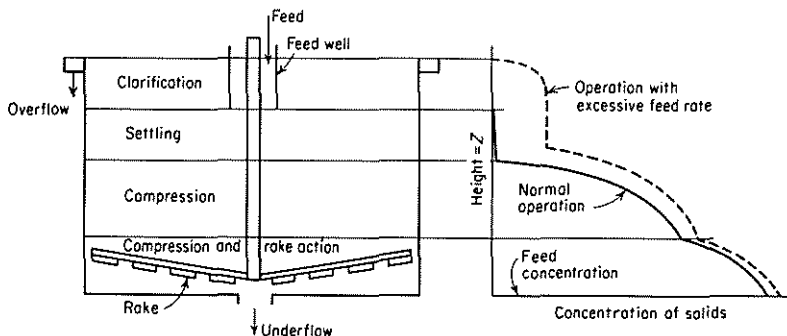 Feed
Feed well
Clarification
Overflow
Settling
Compression
Compression and rake action
Rake
Underflow
Height = Z
Operation with
excessive feed rate
Normal
operation
Feed
concentration
Concentration of solids